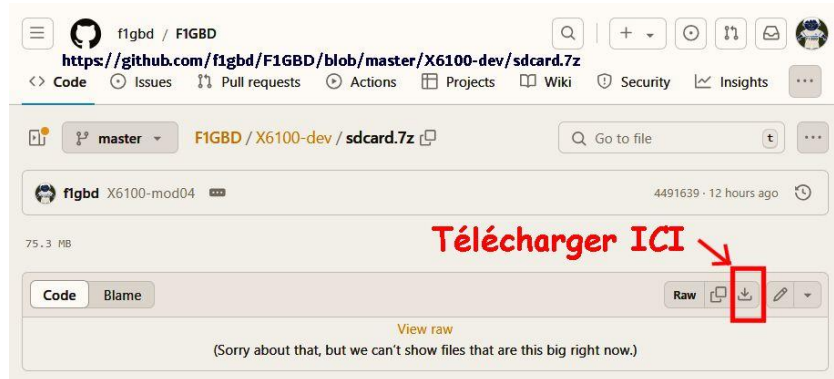 f1gbd / F1GBD
https://github.com/f1gbd/F1GBD/blob/master/X6100-dev/sdcard.7z
<> Code Issues Pull requests Actions Projects Wiki Security Insights ...
master F1GBD / X6100-dev / sdcard.7z Go to file t ...
f1gbd X6100-mod04 4491639 · 12 hours ago
75.3 MB
Télécharger ICI
Code Blame Raw
View raw
(Sorry about that, but we can't show files that are this big right now.)